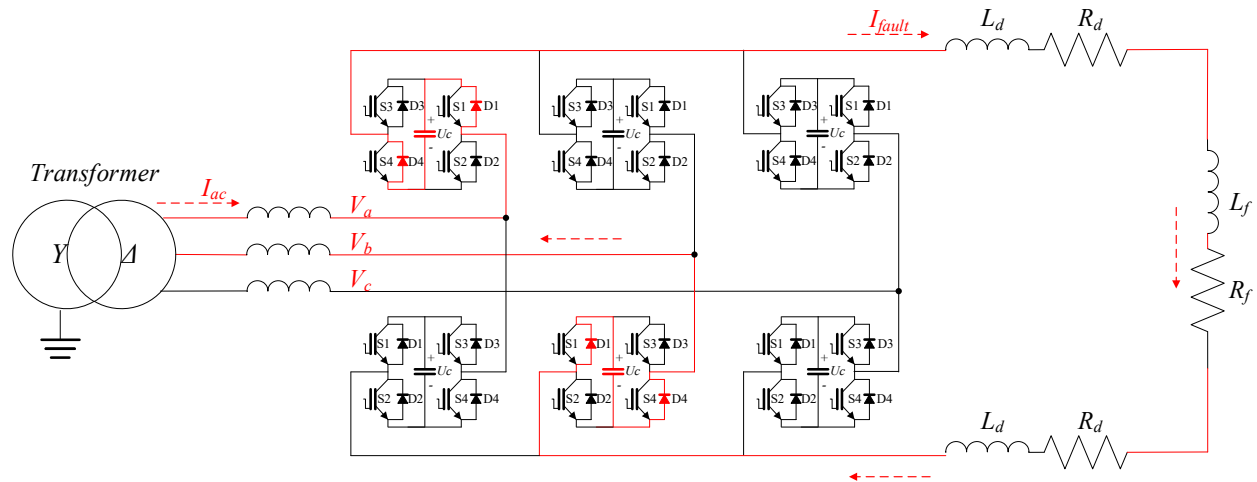 I_fault L_d R_d
S3 D3 S1 D1 S3 D3 S1 D1 S3 D3 S1 D1
+ Uc - + Uc - + Uc -
S4 D4 S2 D2 S4 D4 S2 D2 S4 D4 S2 D2
Transformer
I_ac
V_a
L_f
Y Δ
V_b
V_c
R_f
S1 D1 S3 D3 S1 D1 S3 D3 S1 D1 S3 D3
+ Uc - + Uc - + Uc -
S2 D2 S4 D4 S2 D2 S4 D4 S2 D2 S4 D4
L_d R_d